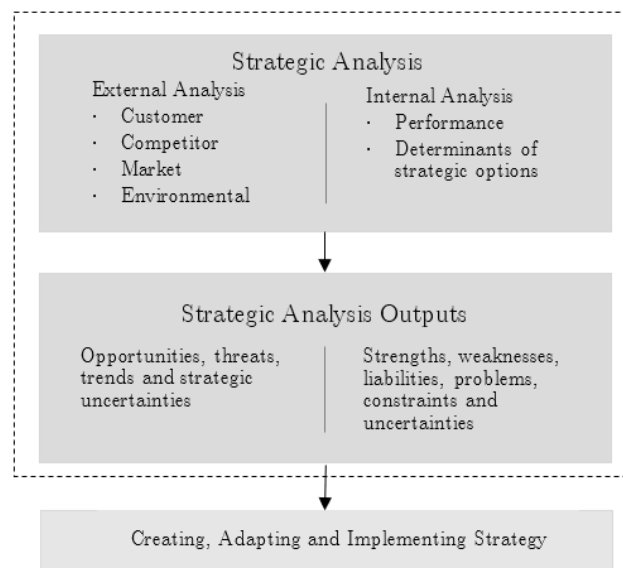 Strategic Analysis
External Analysis
· Customer
· Competitor
· Market
· Environmental
Internal Analysis
· Performance
· Determinants of
strategic options
Strategic Analysis Outputs
Opportunities, threats,
trends and strategic
uncertainties
Strengths, weaknesses,
liabilities, problems,
constraints and
uncertainties
Creating, Adapting and Implementing Strategy